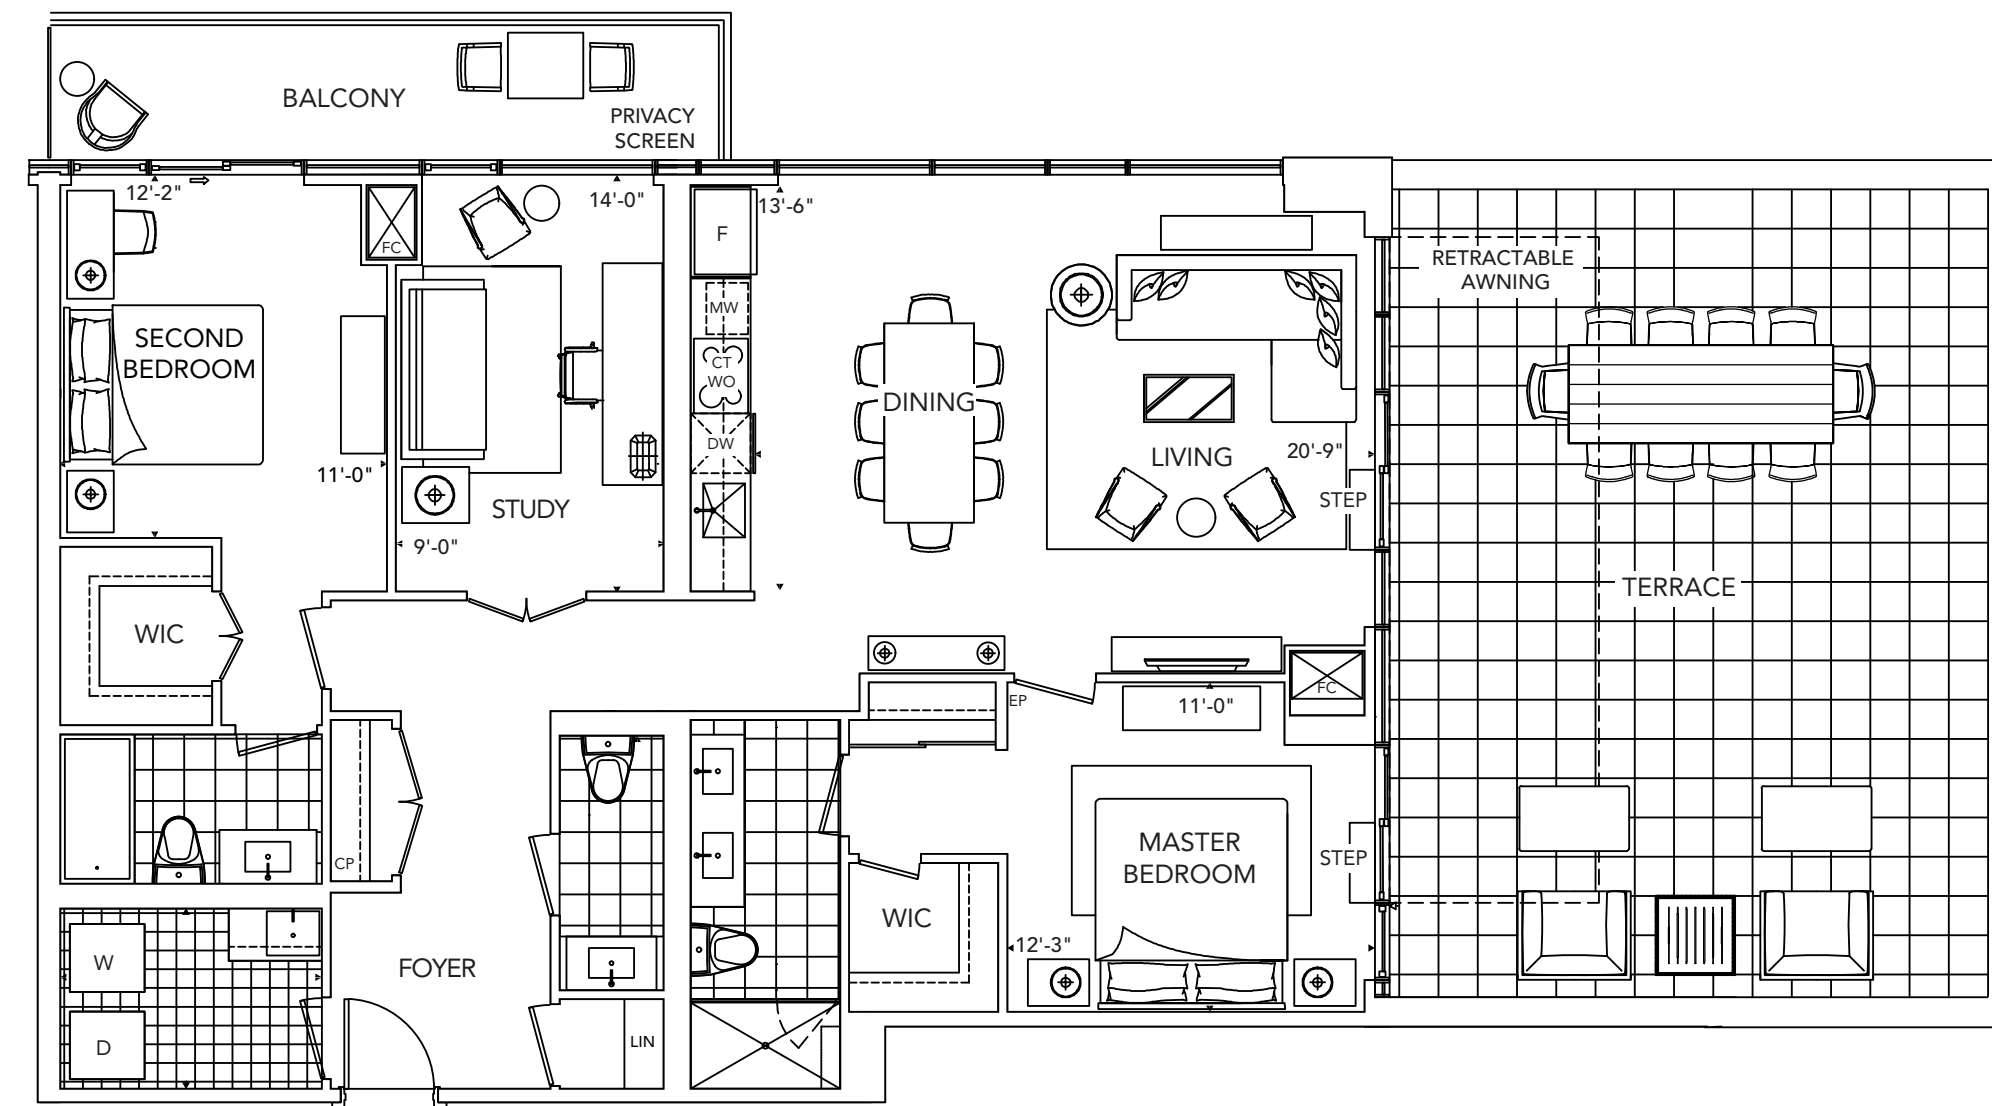 BALCONY
PRIVACY
SCREEN
12'-2"
14'-0"
13'-6"
FC
F
RETRACTABLE
AWNING
MW
SECOND
BEDROOM
CT
WO
DINING
DW
LIVING
20'-9"
11'-0"
STEP
STUDY
9'-0"
TERRACE
WIC
FC
EP
11'-0"
MASTER
BEDROOM
STEP
CP
WIC
12'-3"
W
FOYER
D
LIN